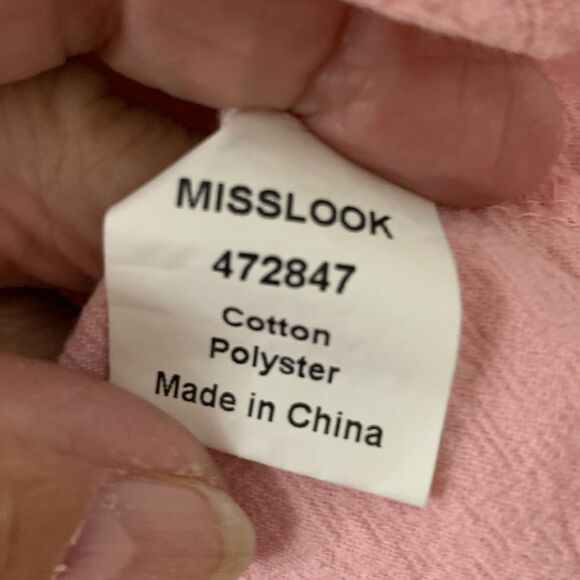 MISSLOOK
472847
Cotton
Polyster
Made in China